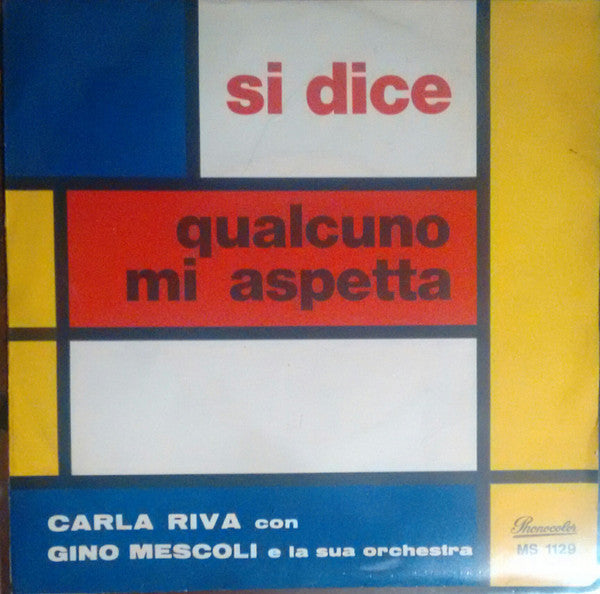 si dice
qualcuno
mi aspetta
CARLA RIVA con
GINO MESCOLI e la sua orchestra
Phonocolor
MS 1129